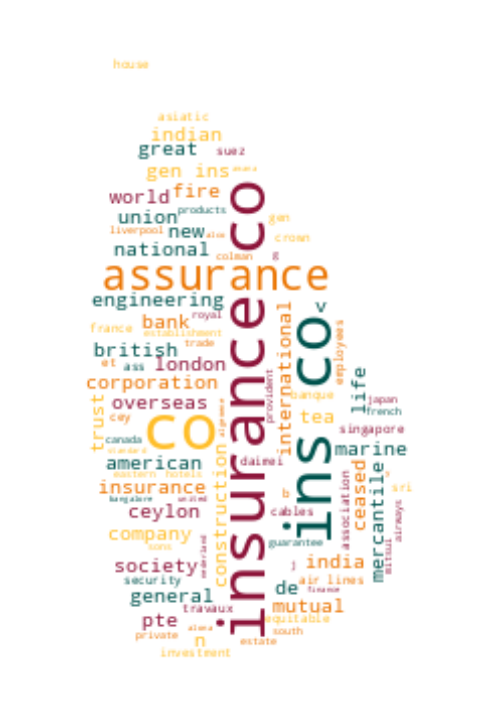 house
asiatic
indian
great suez
gen ins
world fire
union products gen
liverpool new
national colman g crown
insurance co
assurance
engineering v
royal
france bank
establishment
british trade
et ass london
international
ins co
employees
corporation
provident
banque
life
overseas
trust
cey
co
tea
japan
french
canada
singapore
standard
american daimei
marine
eastern hotels
insurance b
construction
association
ceased
mercantile
sri
bangalore united
ceylon cables
airways
mitsui
company
sons
guarantee
nederland
society j india
security de air lines
finance
general
travaux mutual
pte equitable
private south
n estate
investment